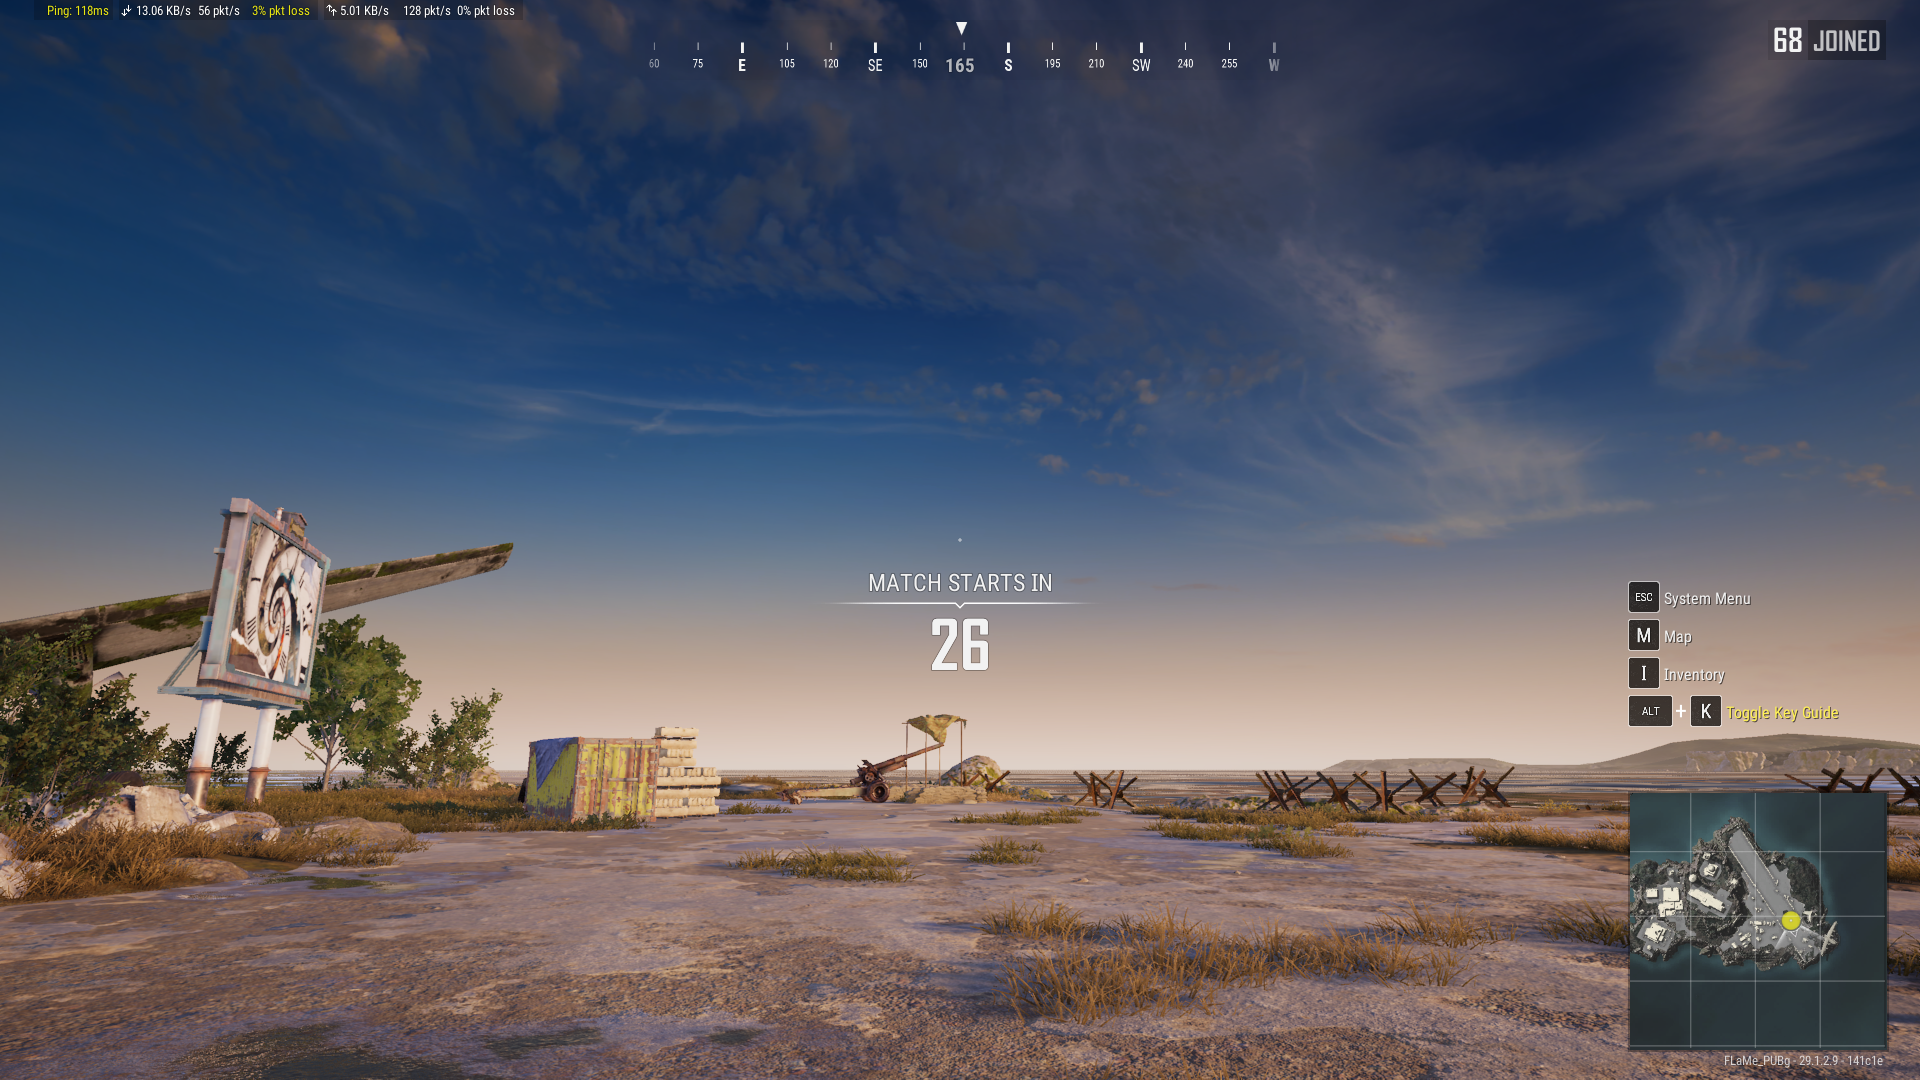 Ping: 118ms 13.06 KB/s 56 pkt/s 3% pkt loss 5.01 KB/s 128 pkt/s 0% pkt loss
68 JOINED
60 75 E 105 120 SE 150 165 S 195 210 SW 240 255 W
MATCH STARTS IN
26
ESC System Menu
M Map
I Inventory
ALT + K Toggle Key Guide
FLaMe_PUBg - 29.1.2.9 - 141c1e